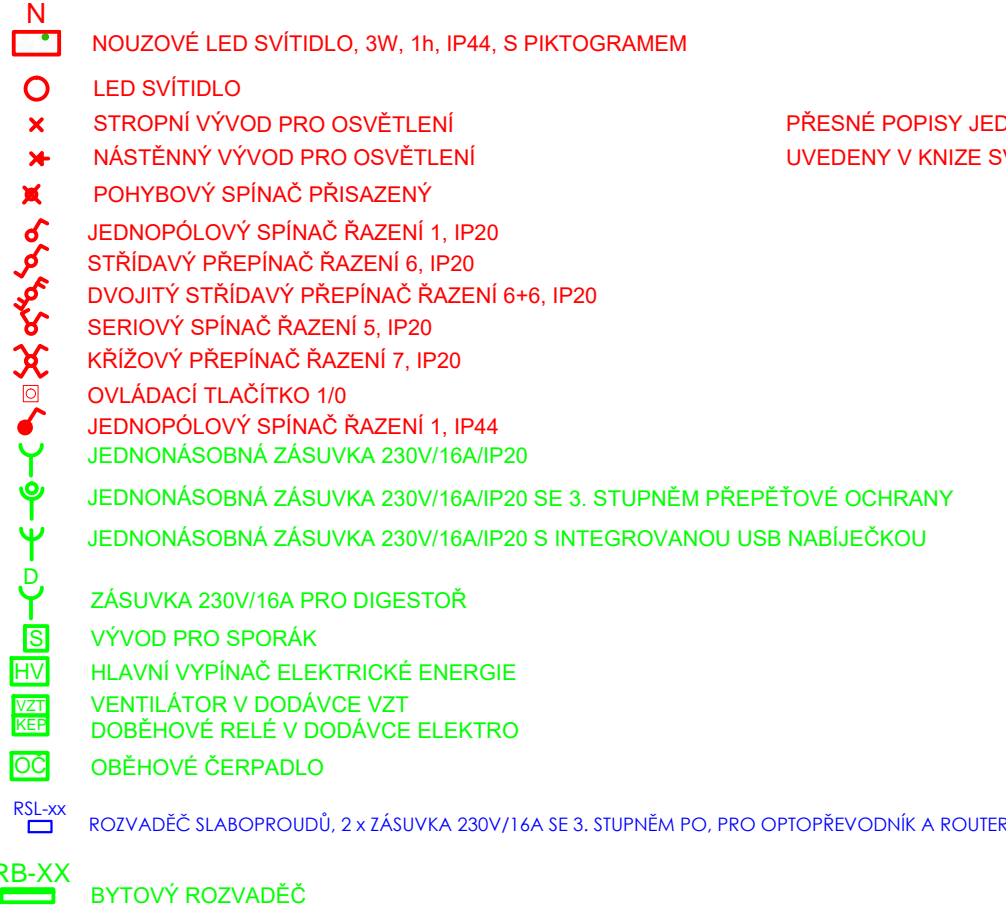 N
NOUZOVÉ LED SVÍTIDLO, 3W, 1h, IP44, S PIKTOGRAMEM
LED SVÍTIDLO
STROPNÍ VÝVOD PRO OSVĚTLENÍ
PŘESNÉ POPISY JED
NÁSTĚNNÝ VÝVOD PRO OSVĚTLENÍ
UVEDENY V KNIZE SV
POHYBOVÝ SPÍNAČ PŘISAZENÝ
JEDNOPÓLOVÝ SPÍNAČ ŘAZENÍ 1, IP20
STŘÍDAVÝ PŘEPÍNAČ ŘAZENÍ 6, IP20
DVOJITÝ STŘÍDAVÝ PŘEPÍNAČ ŘAZENÍ 6+6, IP20
SERIOVÝ SPÍNAČ ŘAZENÍ 5, IP20
KŘÍŽOVÝ PŘEPÍNAČ ŘAZENÍ 7, IP20
OVLÁDACÍ TLAČÍTKO 1/0
JEDNOPÓLOVÝ SPÍNAČ ŘAZENÍ 1, IP44
JEDNONÁSOBNÁ ZÁSUVKA 230V/16A/IP20
JEDNONÁSOBNÁ ZÁSUVKA 230V/16A/IP20 SE 3. STUPNĚM PŘEPĚŤOVÉ OCHRANY
JEDNONÁSOBNÁ ZÁSUVKA 230V/16A/IP20 S INTEGROVANOU USB NABÍJEČKOU
D
ZÁSUVKA 230V/16A PRO DIGESTOŘ
S VÝVOD PRO SPORÁK
HV HLAVNÍ VYPÍNAČ ELEKTRICKÉ ENERGIE
VZT VENTILÁTOR V DODÁVCE VZT
KEP DOBĚHOVÉ RELÉ V DODÁVCE ELEKTRO
OČ OBĚHOVÉ ČERPADLO
RSL-xx
ROZVADĚČ SLABOPROUDŮ, 2 x ZÁSUVKA 230V/16A SE 3. STUPNĚM PO, PRO OPTOPŘEVODNÍK A ROUTER
RB-XX
BYTOVÝ ROZVADĚČ